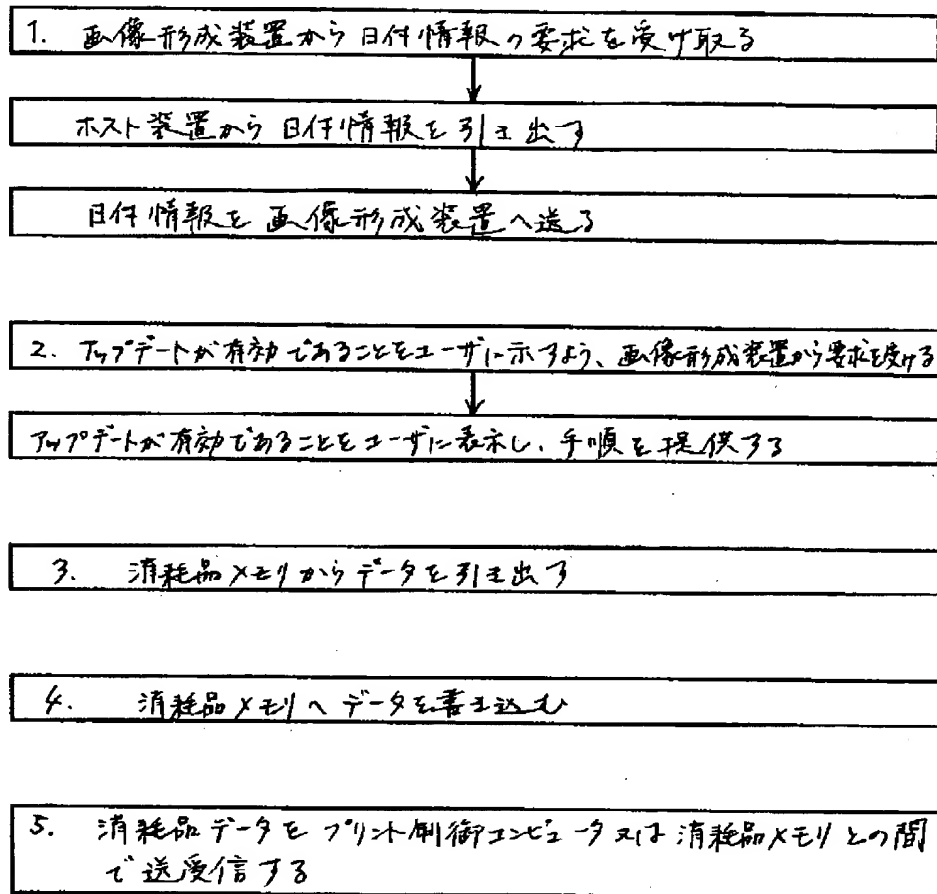 1. 画像形成装置から日付情報の要求を受け取る
ホスト装置から日付情報を引き出す
日付情報を画像形成装置へ送る
2. アップデートが有効であることをユーザに示すよう、画像形成装置から要求を受ける
アップデートが有効であることをユーザに表示し、手順を提供する
3. 消耗品メモリからデータを引き出す
4. 消耗品メモリへデータを書き込む
5. 消耗品データをプリント制御コンピュータ又は消耗品メモリとの間
で送受信する